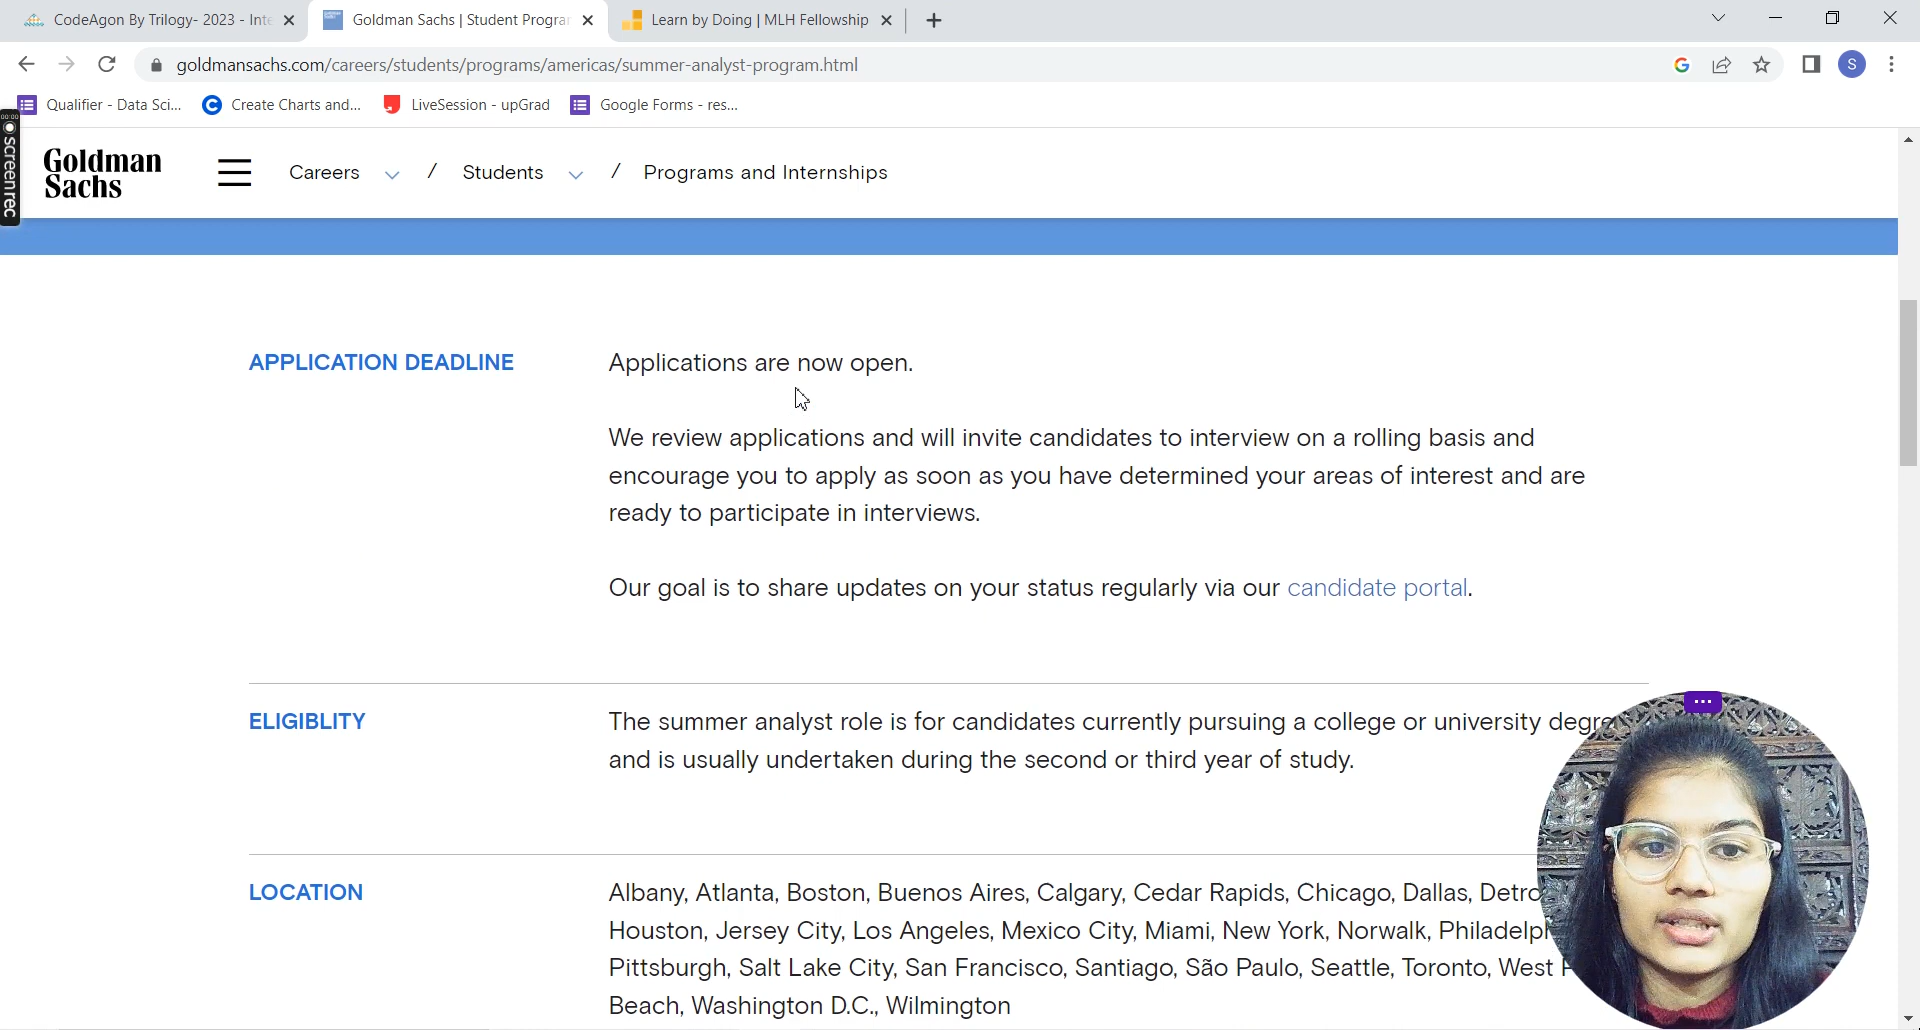 CodeAgon By Trilogy- 2023 - Inte
Goldman Sachs | Student Progra
Learn by Doing | MLH Fellowship
goldmansachs.com/careers/students/programs/americas/summer-analyst-program.html
S
Qualifier - Data Sci...
Create Charts and...
LiveSession - upGrad
Google Forms - res...
00:00
screenrec
Goldman
Sachs
Careers / Students / Programs and Internships
APPLICATION DEADLINE
Applications are now open.
We review applications and will invite candidates to interview on a rolling basis and
encourage you to apply as soon as you have determined your areas of interest and are
ready to participate in interviews.
Our goal is to share updates on your status regularly via our candidate portal.
ELIGIBLITY
The summer analyst role is for candidates currently pursuing a college or university degre
and is usually undertaken during the second or third year of study.
LOCATION
Albany, Atlanta, Boston, Buenos Aires, Calgary, Cedar Rapids, Chicago, Dallas, Detro
Houston, Jersey City, Los Angeles, Mexico City, Miami, New York, Norwalk, Philadelph
Pittsburgh, Salt Lake City, San Francisco, Santiago, São Paulo, Seattle, Toronto, West P
Beach, Washington D.C., Wilmington